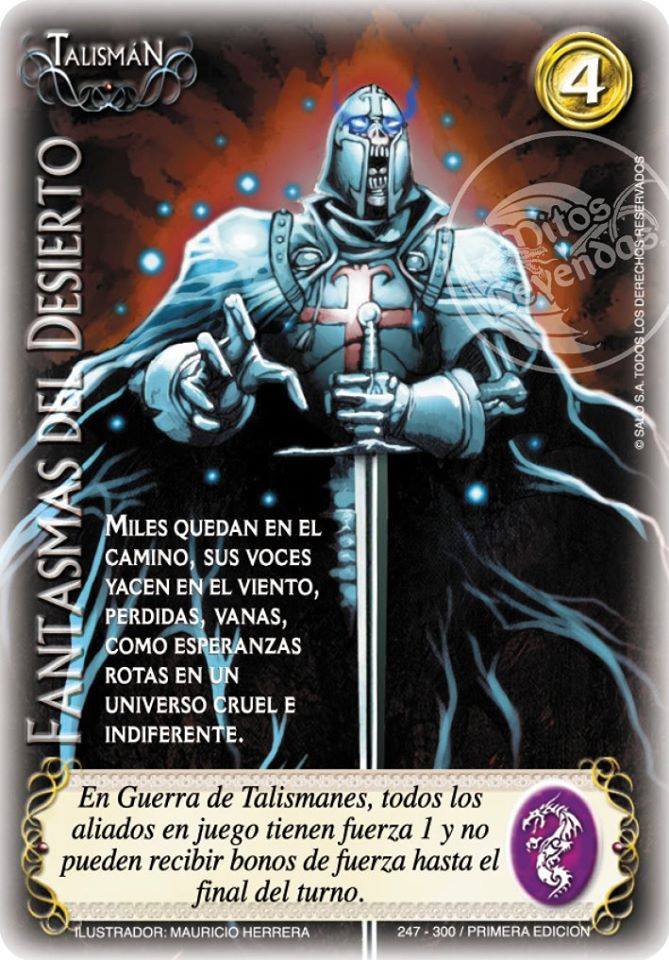 TALISMÁN
4
FANTASMAS DEL DESIERTO
Mitos
Leyendas
© SALO S.A. TODOS LOS DERECHOS RESERVADOS
MILES QUEDAN EN EL
CAMINO, SUS VOCES
YACEN EN EL VIENTO,
PERDIDAS, VANAS,
COMO ESPERANZAS
ROTAS EN UN
UNIVERSO CRUEL E
INDIFERENTE.
En Guerra de Talismanes, todos los
aliados en juego tienen fuerza 1 y no
pueden recibir bonos de fuerza hasta el
final del turno.
ILUSTRADOR: MAURICIO HERRERA
247 - 300 / PRIMERA EDICION